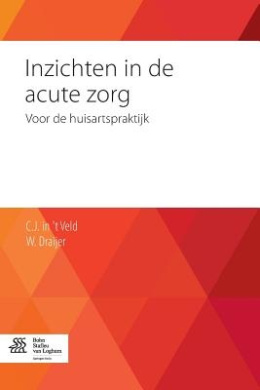 Inzichten in de
acute zorg
Voor de huisartspraktijk
C.J. in 't Veld
W. Draijer
Bohn
Stafleu
van Loghum